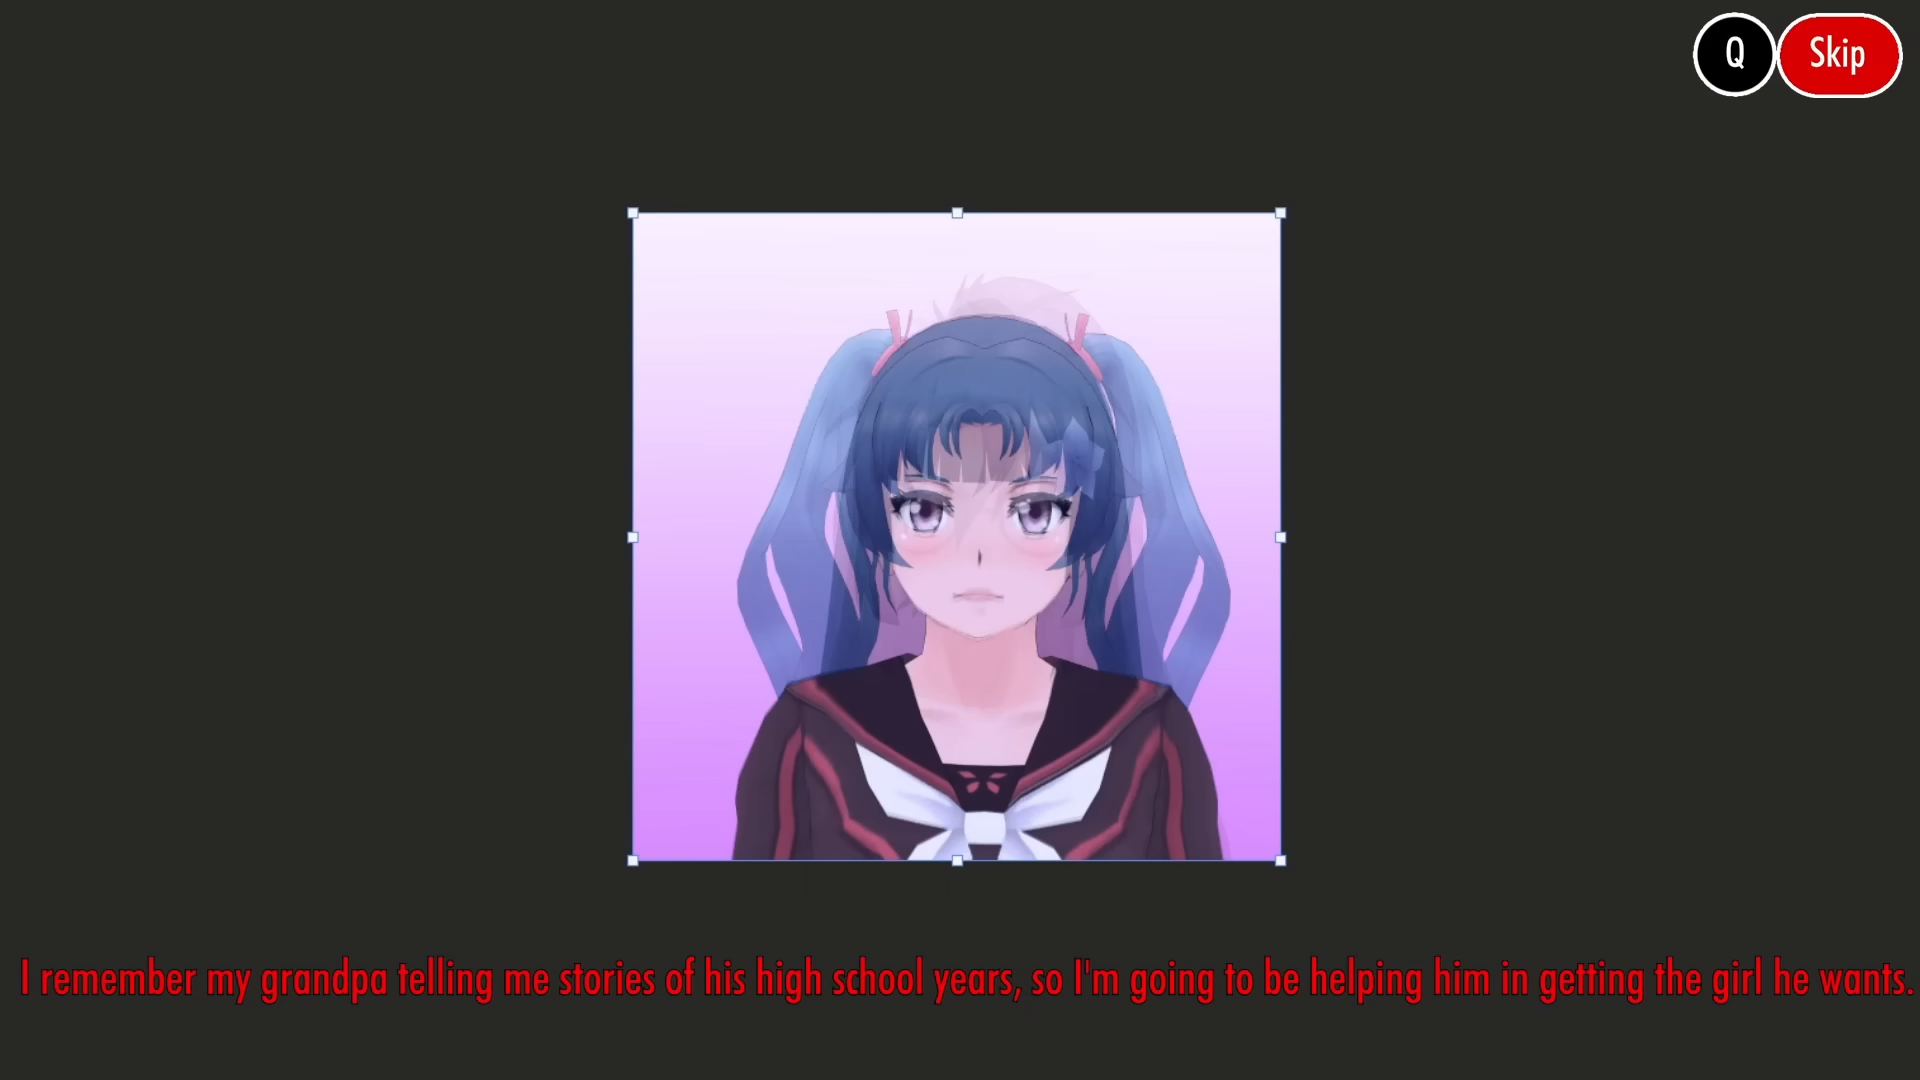 Q Skip
I remember my grandpa telling me stories of his high school years, so I'm going to be helping him in getting the girl he wants.